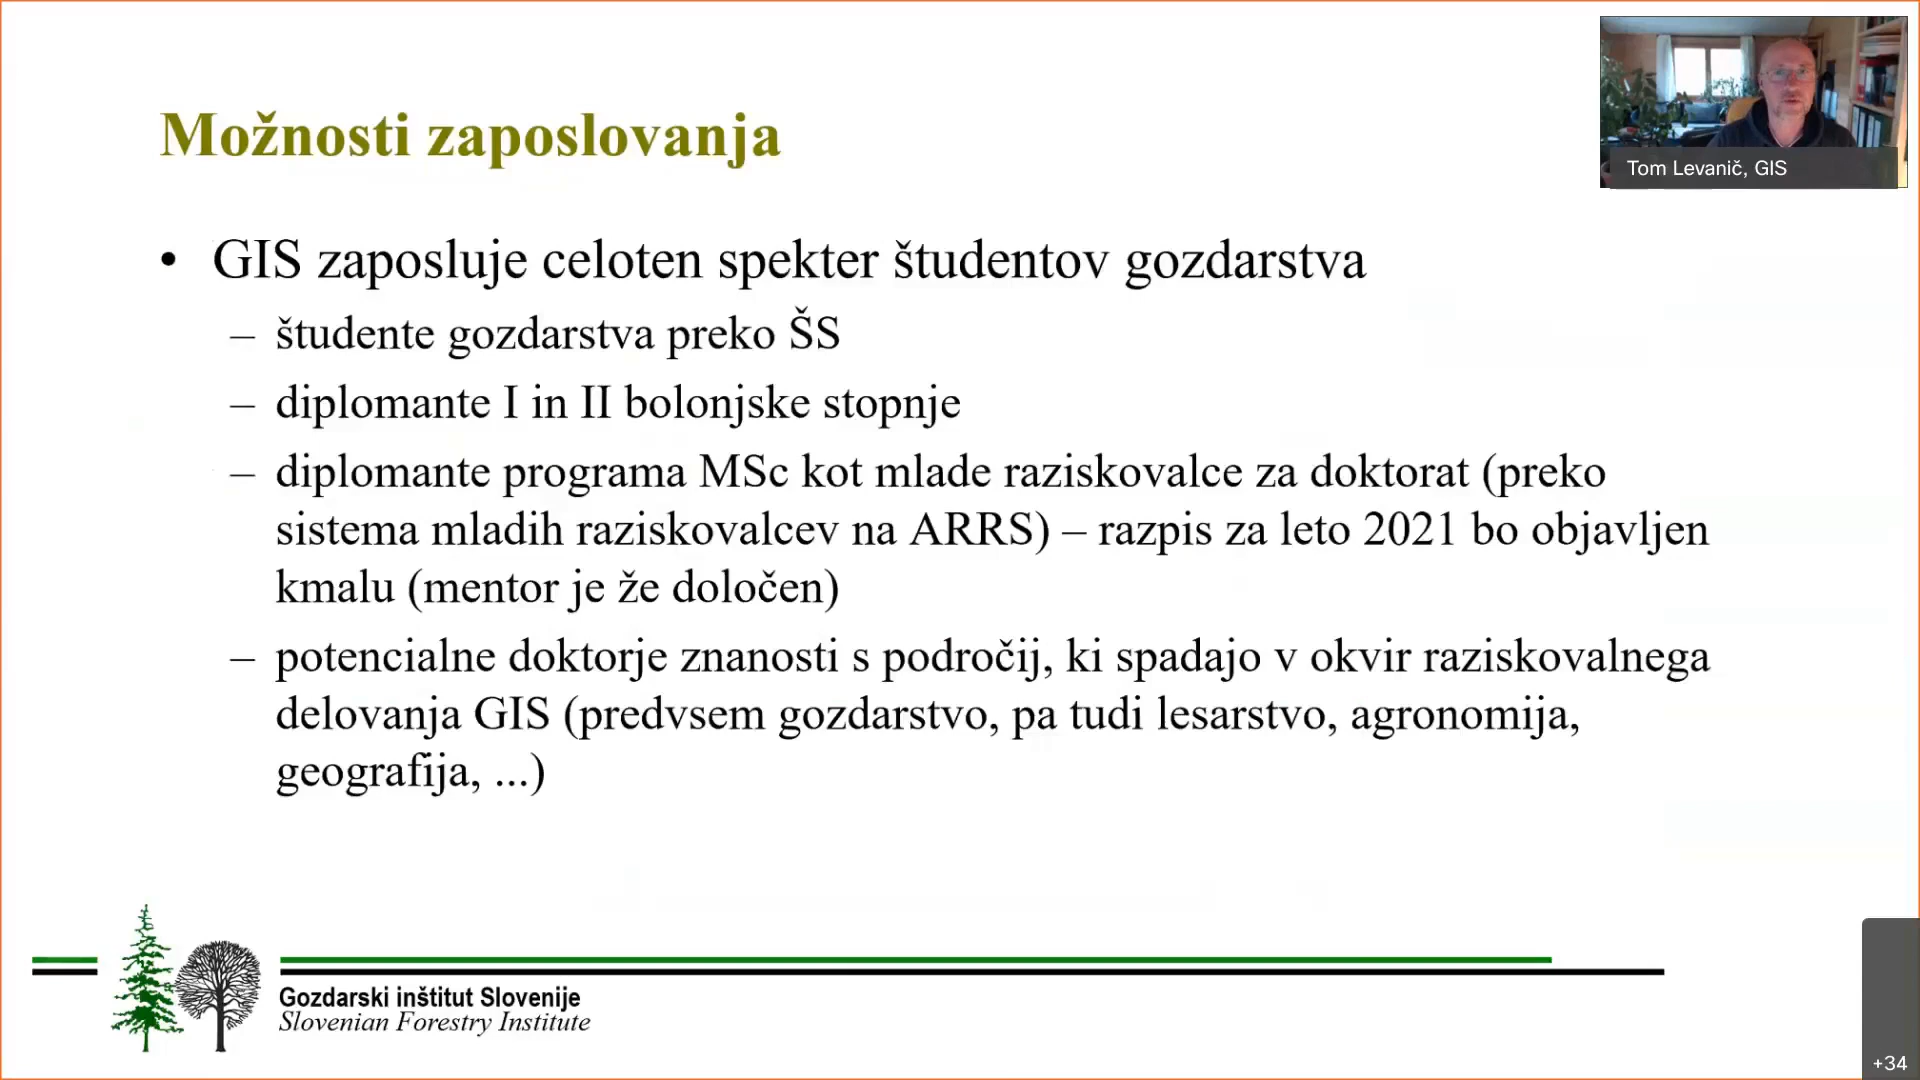 Možnosti zaposlovanja
Tom Levanič, GIS
• GIS zaposluje celoten spekter študentov gozdarstva
– študente gozdarstva preko ŠS
– diplomante I in II bolonjske stopnje
– diplomante programa MSc kot mlade raziskovalce za doktorat (preko
sistema mladih raziskovalcev na ARRS) – razpis za leto 2021 bo objavljen
kmalu (mentor je že določen)
– potencialne doktorje znanosti s področij, ki spadajo v okvir raziskovalnega
delovanja GIS (predvsem gozdarstvo, pa tudi lesarstvo, agronomija,
geografija, ...)
Gozdarski inštitut Slovenije
Slovenian Forestry Institute
+34